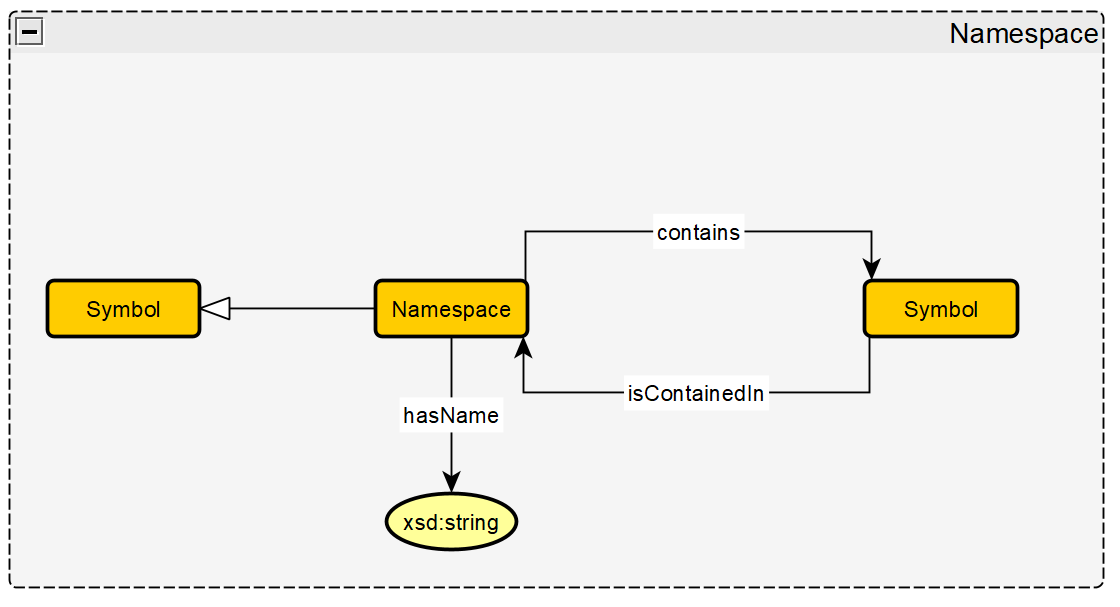 Namespace
contains
Symbol
Namespace
Symbol
isContainedIn
hasName
xsd:string